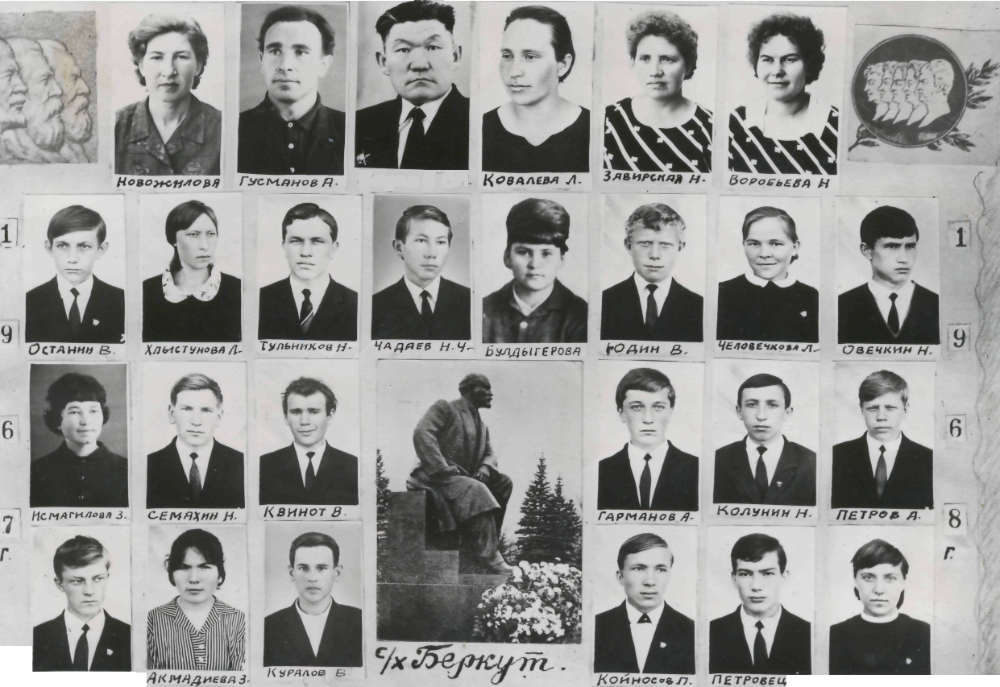 НОВОЖИЛОВА
ГУСМАНОВ А.
КОВАЛЕВА Л.
ЗАВИРСКАЯ Н.
ВОРОБЬЕВА Н
1
1
9
9
ОСТАНИН В.
ХЛЫСТУНОВА Л.
ТУЛЬНИКОВ Н.
ЧАДАЕВ Н.Ч.
БУЛДЫГЕРОВА
ЮДИН В.
ЧЕЛОВЕЧКОВА Л.
ОВЕЧКИН Н.
6
6
ИСМАГИЛОВА З.
СЕМАХИН Н.
КВИНОТ В.
ГАРМАНОВ А.
КОЛУНИН Н.
ПЕТРОВ А.
7
8
Г.
Г.
с/х Беркут.
АКМАДИЕВА З.
КУРАЛОВ Б.
КОЙНОСОВ П.
ПЕТРОВЕЦ